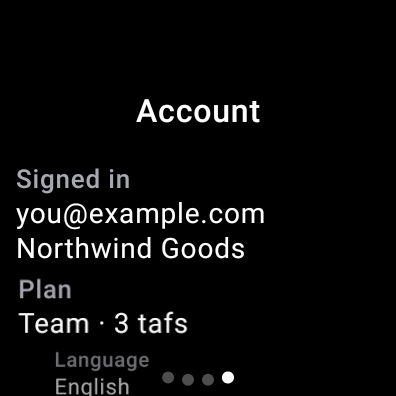 Account
Signed in
you@example.com
Northwind Goods
Plan
Team · 3 tafs
Language
English